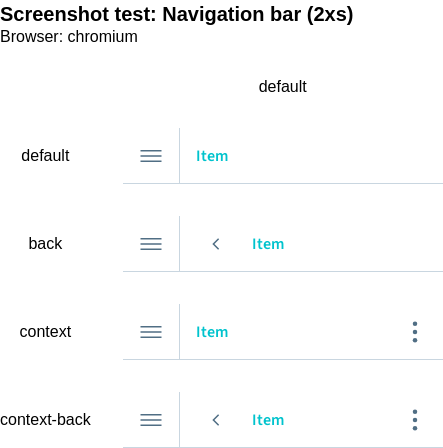 Screenshot test: Navigation bar (2xs)
Browser: chromium
default
default Item
back Item
context Item
context-back Item